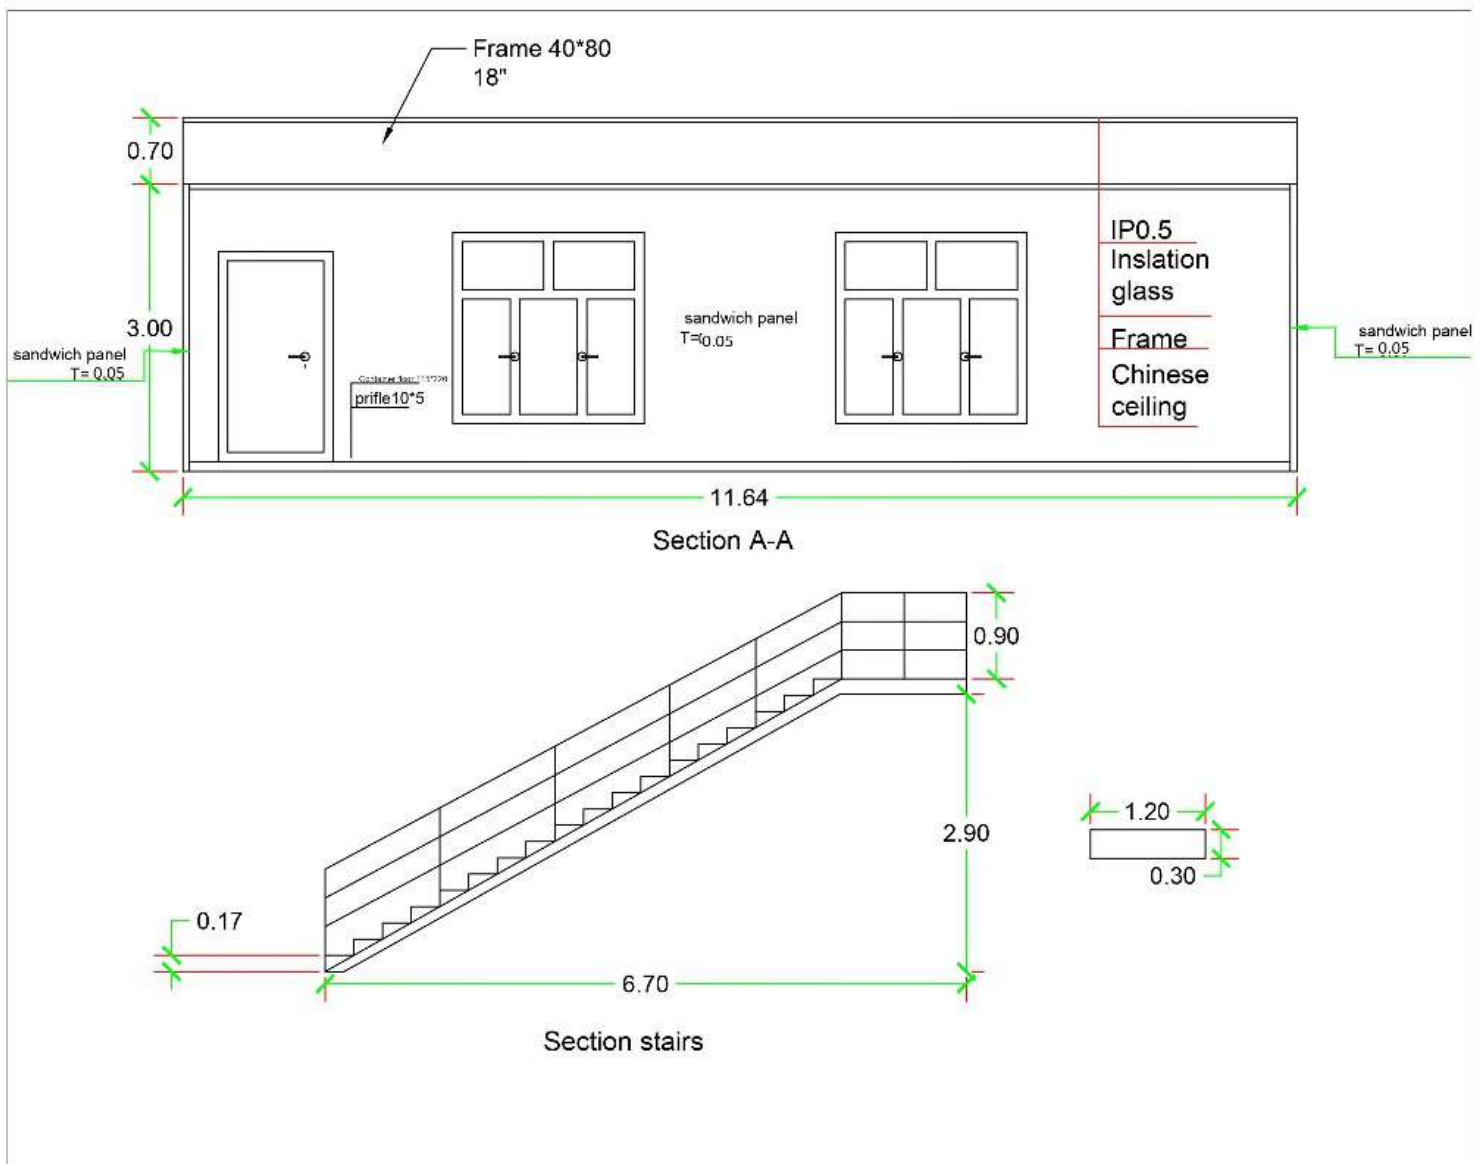 Frame 40*80
18"
0.70
IP0.5
Inslation
glass
sandwich panel
T=0.05
3.00
Frame
sandwich panel
T= 0.05
sandwich panel
T= 0.05
Chinese
ceiling
Container floor
prifle10*5
11.64
Section A-A
0.90
1.20
2.90
0.30
0.17
6.70
Section stairs